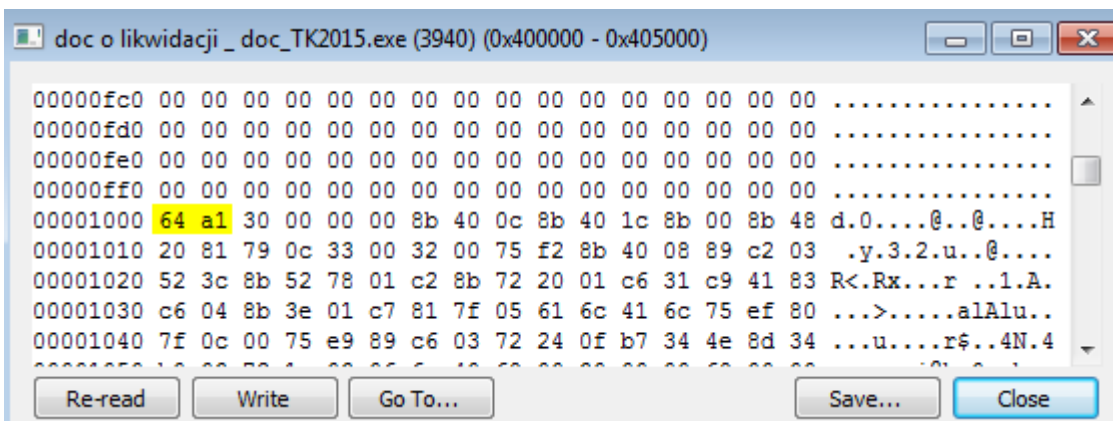 doc o likwidacji _ doc_TK2015.exe (3940) (0x400000 - 0x405000)
00000fc0 00 00 00 00 00 00 00 00 00 00 00 00 00 00 00 00 ................
00000fd0 00 00 00 00 00 00 00 00 00 00 00 00 00 00 00 00 ................
00000fe0 00 00 00 00 00 00 00 00 00 00 00 00 00 00 00 00 ................
00000ff0 00 00 00 00 00 00 00 00 00 00 00 00 00 00 00 00 ................
00001000 64 a1 30 00 00 00 8b 40 0c 8b 40 1c 8b 00 8b 48 d.0....@..@....H
00001010 20 81 79 0c 33 00 32 00 75 f2 8b 40 08 89 c2 03  .y.3.2.u..@....
00001020 52 3c 8b 52 78 01 c2 8b 72 20 01 c6 31 c9 41 83 R<.Rx...r ..1.A.
00001030 c6 04 8b 3e 01 c7 81 7f 05 61 6c 41 6c 75 ef 80 ...>.....alAlu..
00001040 7f 0c 00 75 e9 89 c6 03 72 24 0f b7 34 4e 8d 34 ...u....r$..4N.4
Re-read Write Go To... Save... Close